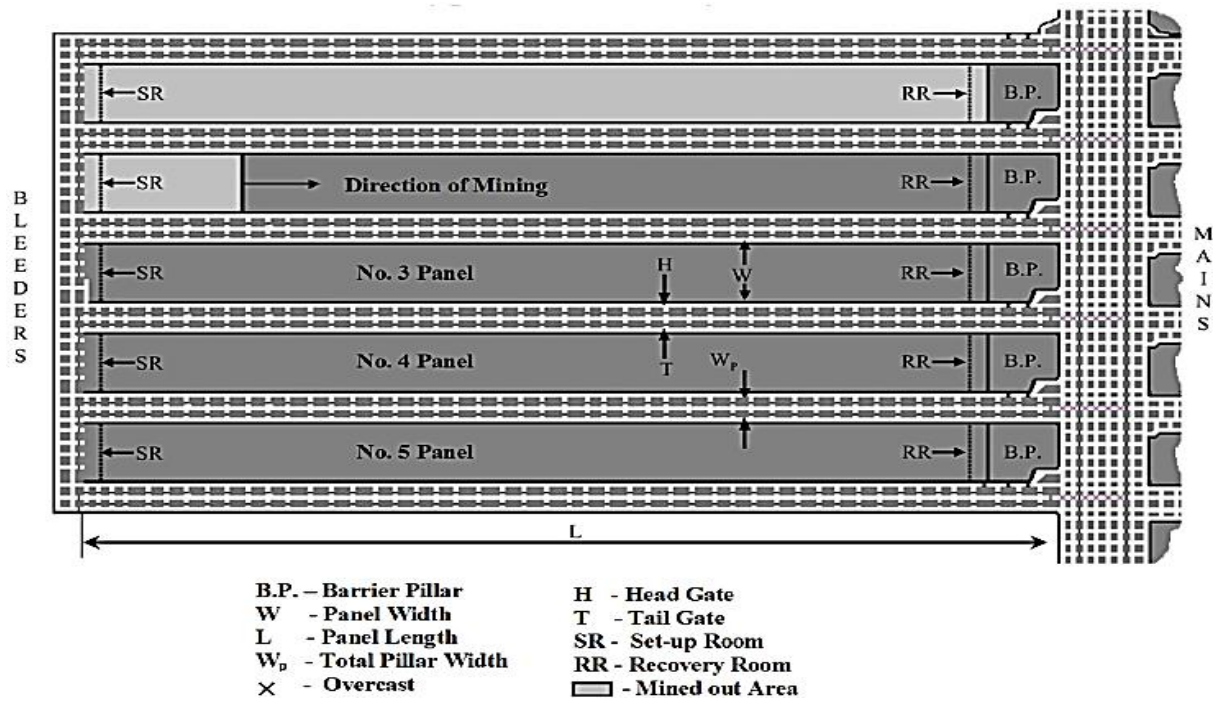 SR RR B.P.
SR Direction of Mining RR B.P.
BLEEDERS
MAINS
SR No. 3 Panel H W RR B.P.
SR No. 4 Panel T Wp RR B.P.
SR No. 5 Panel RR B.P.
L
B.P. – Barrier Pillar
W - Panel Width
L - Panel Length
Wp - Total Pillar Width
× - Overcast
H - Head Gate
T - Tail Gate
SR - Set-up Room
RR - Recovery Room
- Mined out Area